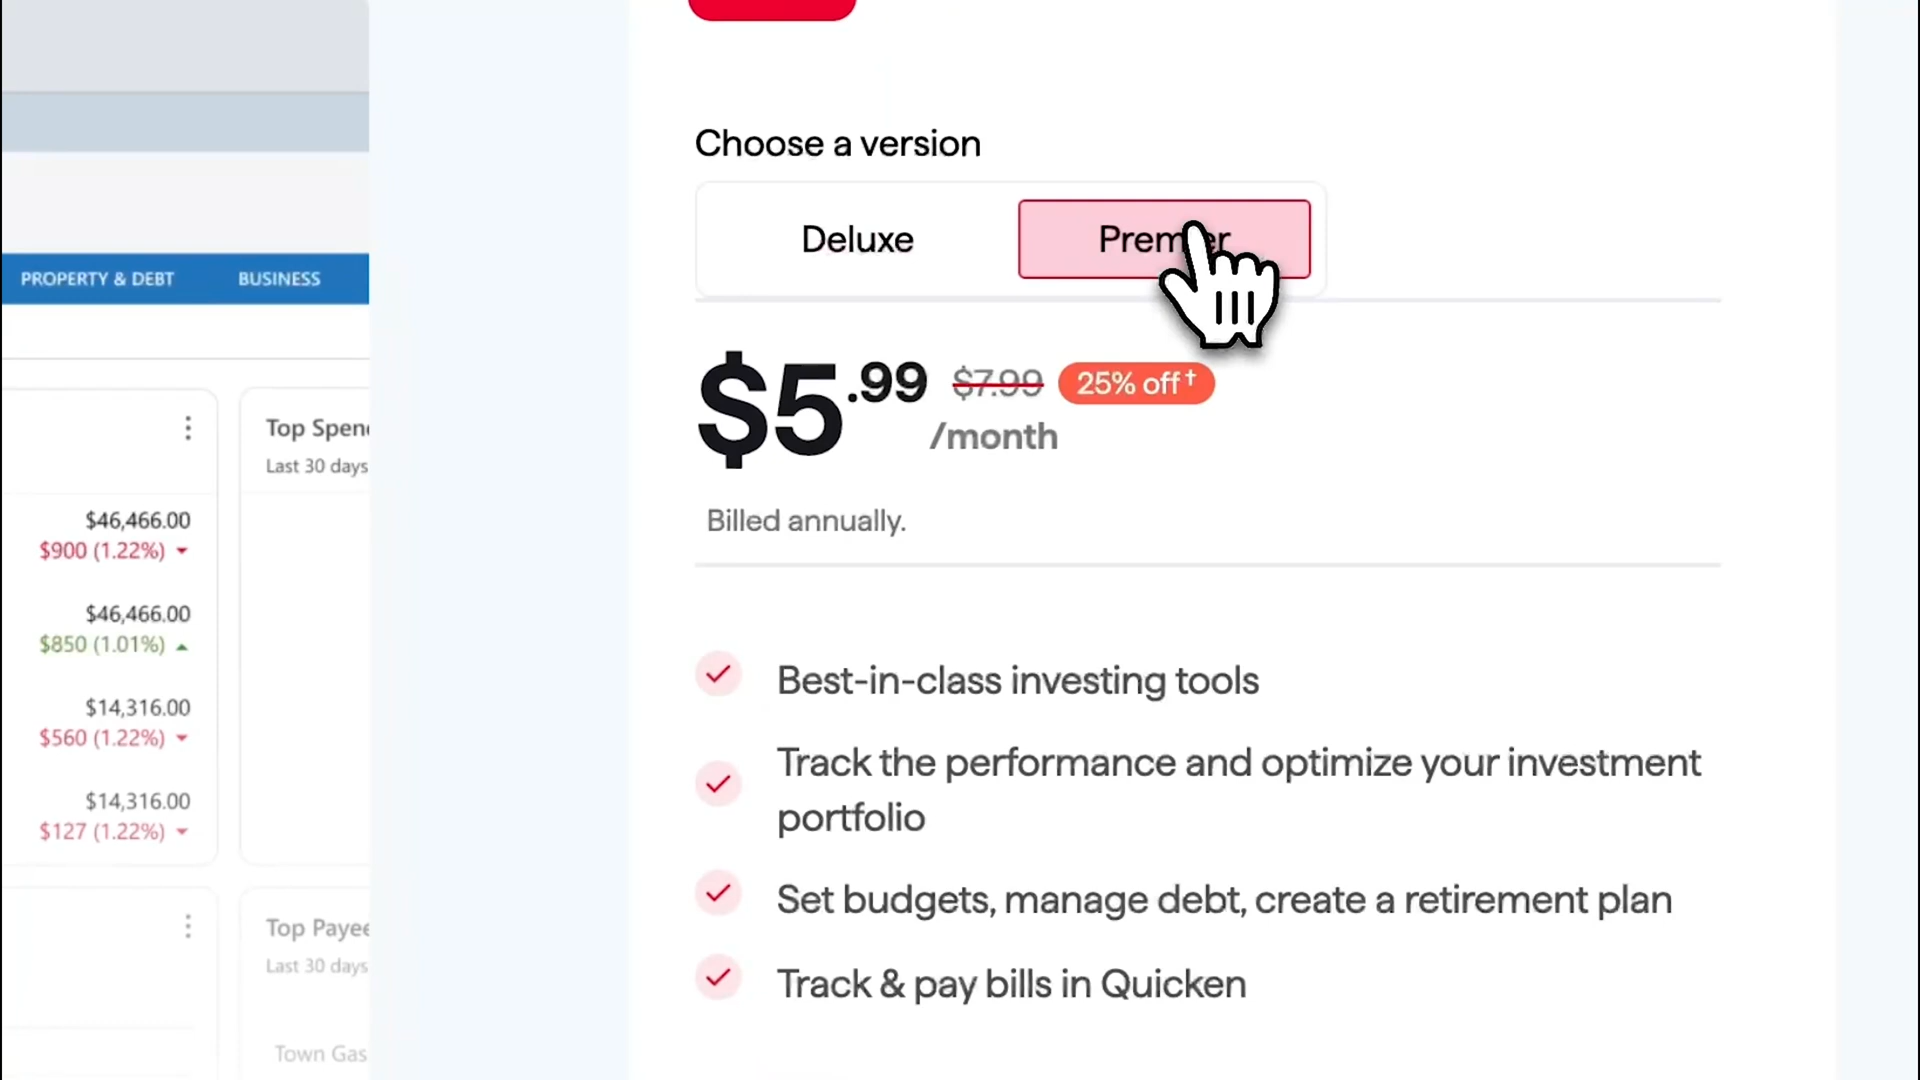 PROPERTY & DEBT
BUSINESS
Top Spen
Last 30 days
$46,466.00
$900 (1.22%)
$46,466.00
$850 (1.01%)
$14,316.00
$560 (1.22%)
$14,316.00
$127 (1.22%)
Top Payee
Last 30 days
Town Gas
Choose a version
Deluxe
Premier
$5.99 $7.99 25% off†
/month
Billed annually.
Best-in-class investing tools
Track the performance and optimize your investment
portfolio
Set budgets, manage debt, create a retirement plan
Track & pay bills in Quicken